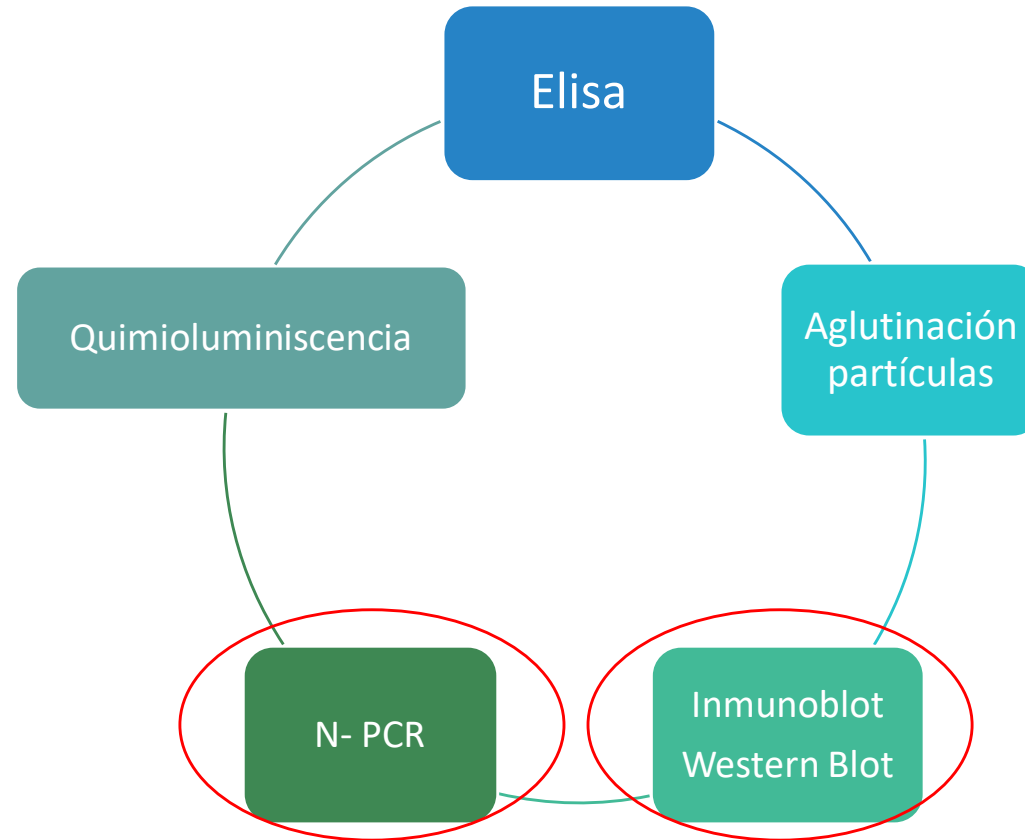 Elisa
Quimioluminiscencia
Aglutinación
partículas
N- PCR
Inmunoblot
Western Blot